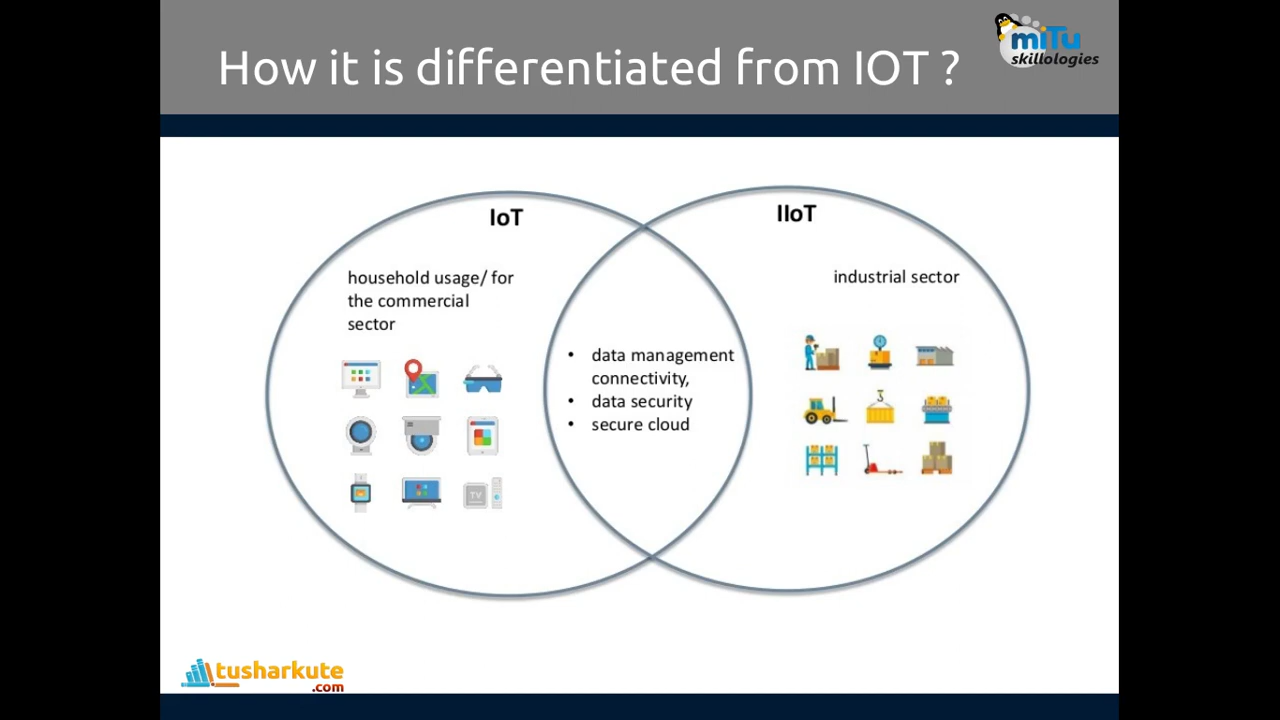 How it is differentiated from IOT ?
miTu
skillologies
IoT
IIoT
household usage/ for
the commercial
sector
industrial sector
• data management
connectivity,
• data security
• secure cloud
TV
tusharkute
.com